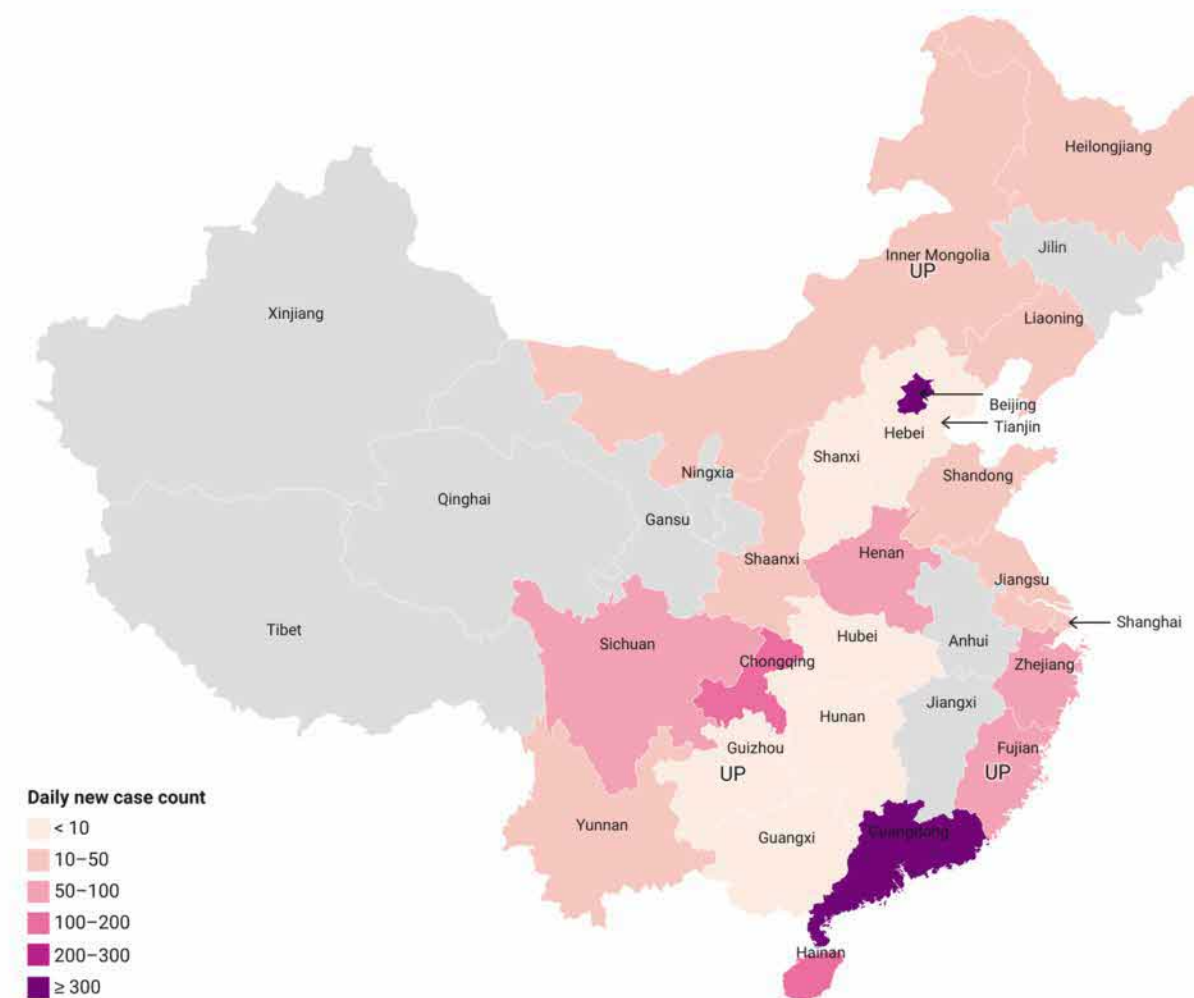 Heilongjiang
Jilin
Inner Mongolia
UP
Xinjiang
Liaoning
Beijing
Tianjin
Hebei
Shanxi
Ningxia
Shandong
Qinghai
Gansu
Henan
Shaanxi
Jiangsu
Shanghai
Tibet
Sichuan
Hubei
Anhui
Chongqing
Zhejiang
Jiangxi
Hunan
Guizhou
UP
Fujian
UP
Yunnan
Guangxi
Guangdong
Hainan
Daily new case count
< 10
10–50
50–100
100–200
200–300
≥ 300